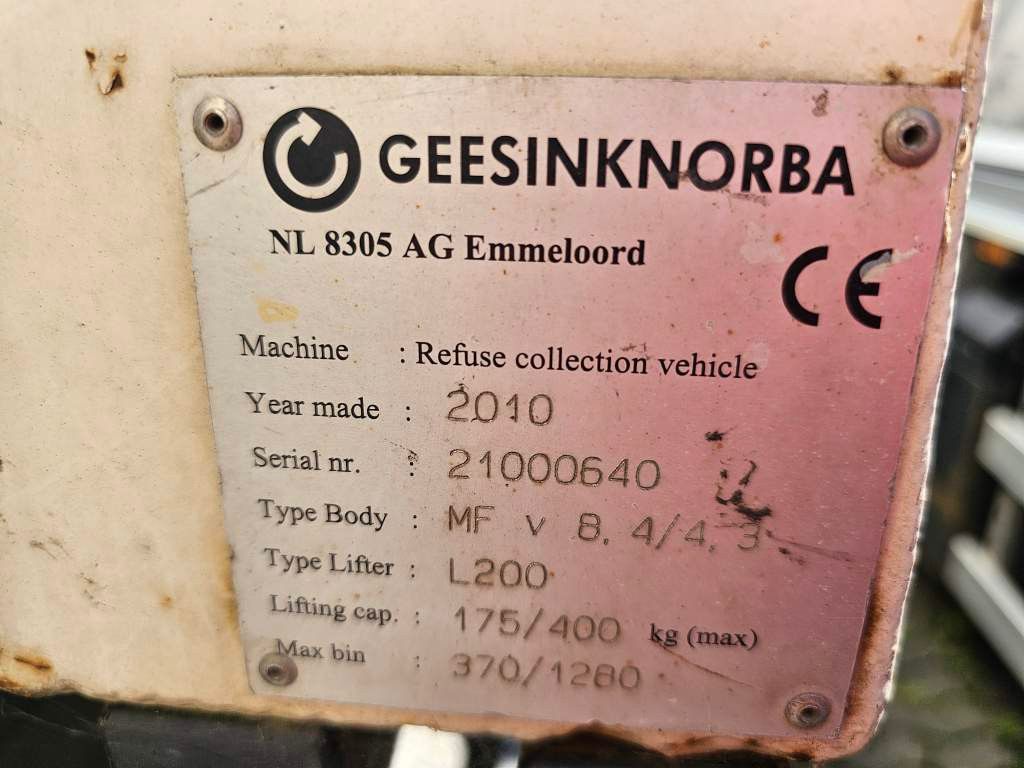 GEESINKNORBA
NL 8305 AG Emmeloord
CE
Machine : Refuse collection vehicle
Year made : 2010
Serial nr. : 21000640
Type Body : MF v 8.4/4.3
Type Lifter : L200
Lifting cap. : 175/400 kg (max)
Max bin : 370/1280